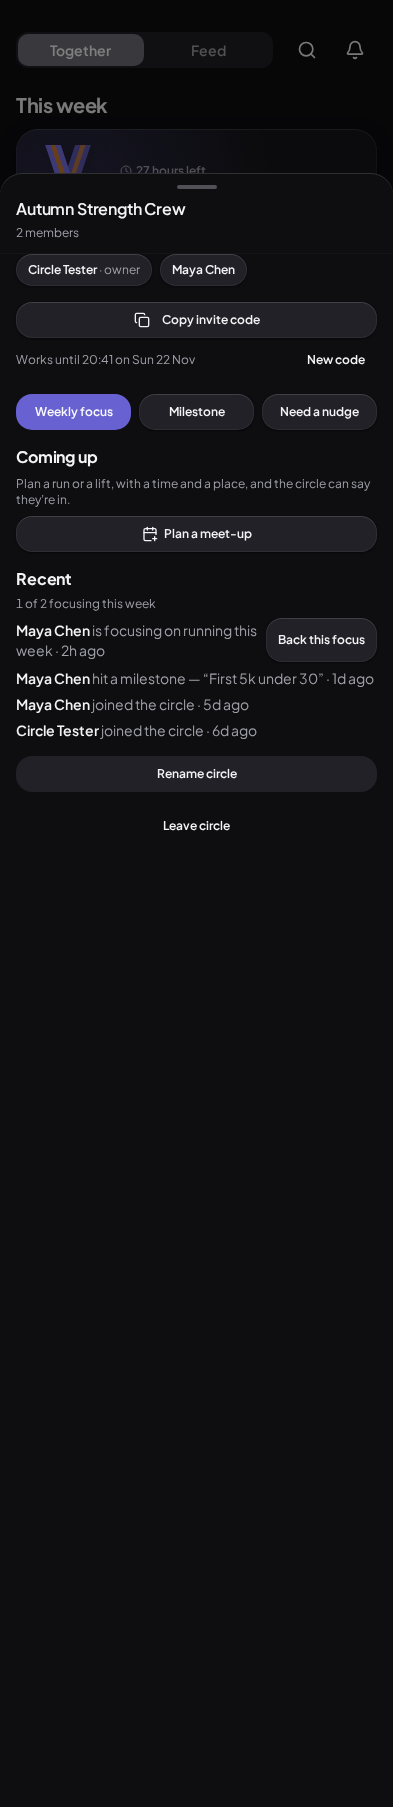 Together
Feed
This week
27 hours left
Autumn Strength Crew
2 members
Circle Tester · owner
Maya Chen
Copy invite code
Works until 20:41 on Sun 22 Nov
New code
Weekly focus
Milestone
Need a nudge
Coming up
Plan a run or a lift, with a time and a place, and the circle can say
they're in.
Plan a meet-up
Recent
1 of 2 focusing on this week
Maya Chen is focusing on running this
week · 2h ago
Back this focus
Maya Chen hit a milestone — “First 5k under 30” · 1d ago
Maya Chen joined the circle · 5d ago
Circle Tester joined the circle · 6d ago
Rename circle
Leave circle